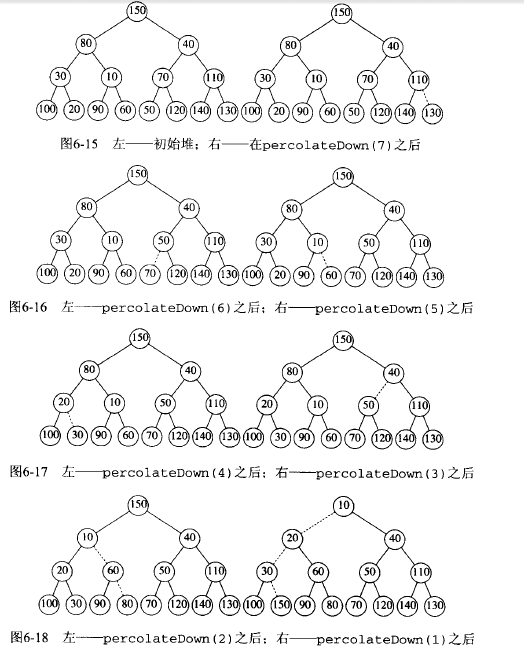 150 150
80 40 80 40
30 10 70 110 30 10 70 110
100 20 90 60 50 120 140 130 100 20 90 60 50 120 140 130
图6-15 左——初始堆；右——在percolateDown(7)之后
150 150
80 40 80 40
30 10 50 110 30 10 50 110
100 20 90 60 70 120 140 130 100 20 90 60 70 120 140 130
图6-16 左——percolateDown(6)之后；右——percolateDown(5)之后
150 150
80 40 80 40
20 10 50 110 20 10 50 110
100 30 90 60 70 120 140 130 100 30 90 60 70 120 140 130
图6-17 左——percolateDown(4)之后；右——percolateDown(3)之后
150 10
10 40 20 40
20 60 50 110 30 60 50 110
100 30 90 80 70 120 140 130 100 150 90 80 70 120 140 130
图6-18 左——percolateDown(2)之后；右——percolateDown(1)之后